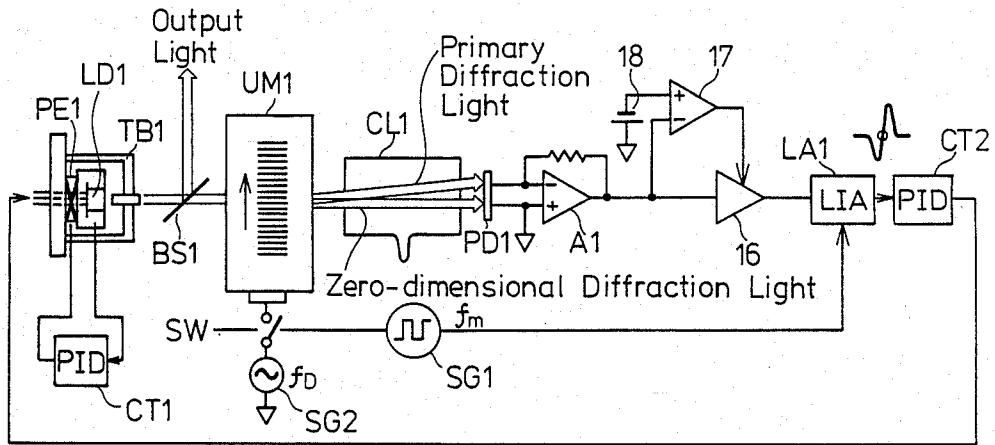 Output
Light
LD1
PE1
TB1
UM1
CL1
Primary
Diffraction
Light
18
17
CT2
LA1
LIA
PID
BS1
PD1
A1
16
Zero-dimensional Diffraction Light
SW
fm
SG1
fD
SG2
PID
CT1